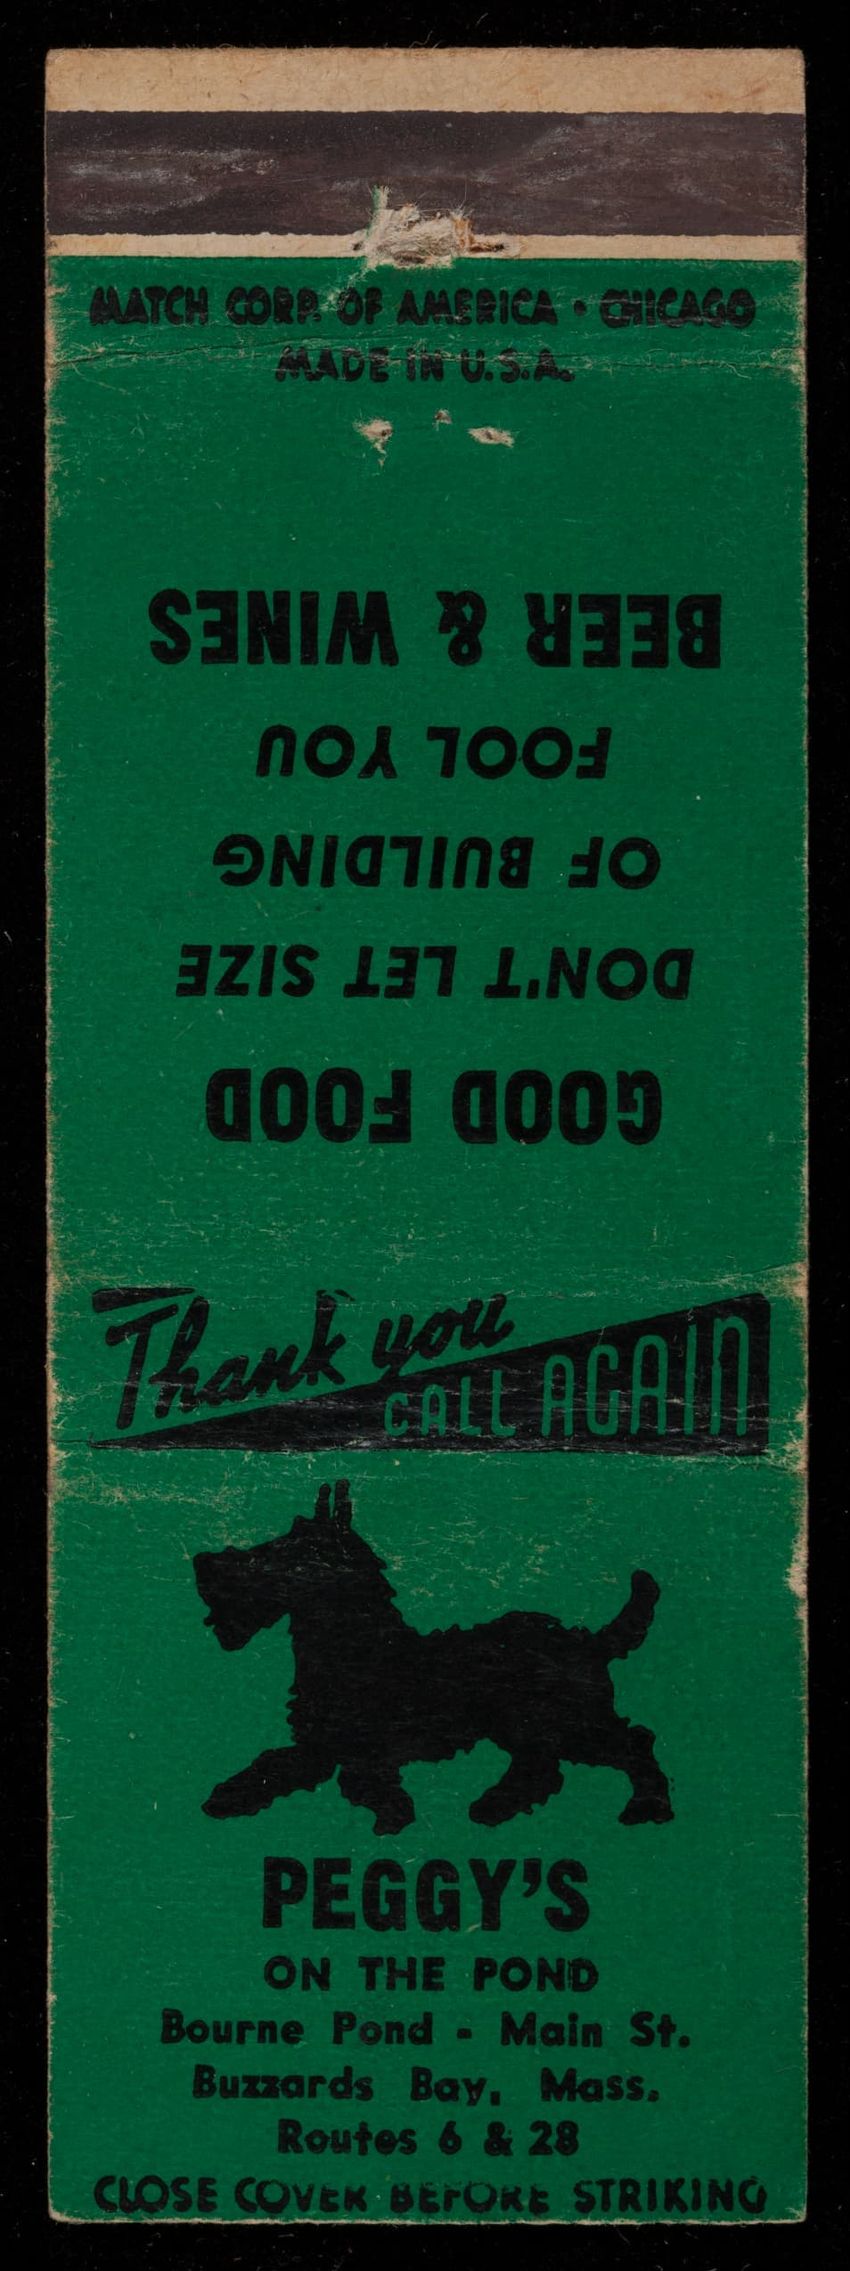 MATCH CORP. OF AMERICA • CHICAGO
MADE IN U.S.A.
GOOD FOOD
DON'T LET SIZE
OF BUILDING
FOOL YOU
BEER & WINES
Thank you
CALL AGAIN
PEGGY'S
ON THE POND
Bourne Pond - Main St.
Buzzards Bay, Mass.
Routes 6 & 28
CLOSE COVER BEFORE STRIKING